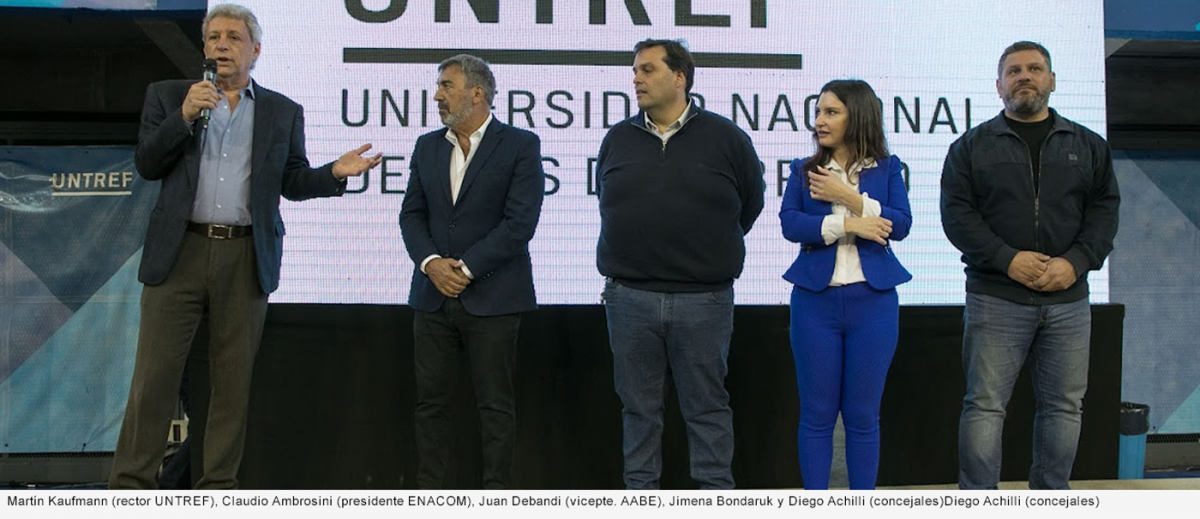 UNTREF
UNIVERSIDAD NACIONAL
DE
UNTREF
Martín Kaufmann (rector UNTREF), Claudio Ambrosini (presidente ENACOM), Juan Debandi (vicepte. AABE), Jimena Bondaruk y Diego Achilli (concejales)Diego Achilli (concejales)